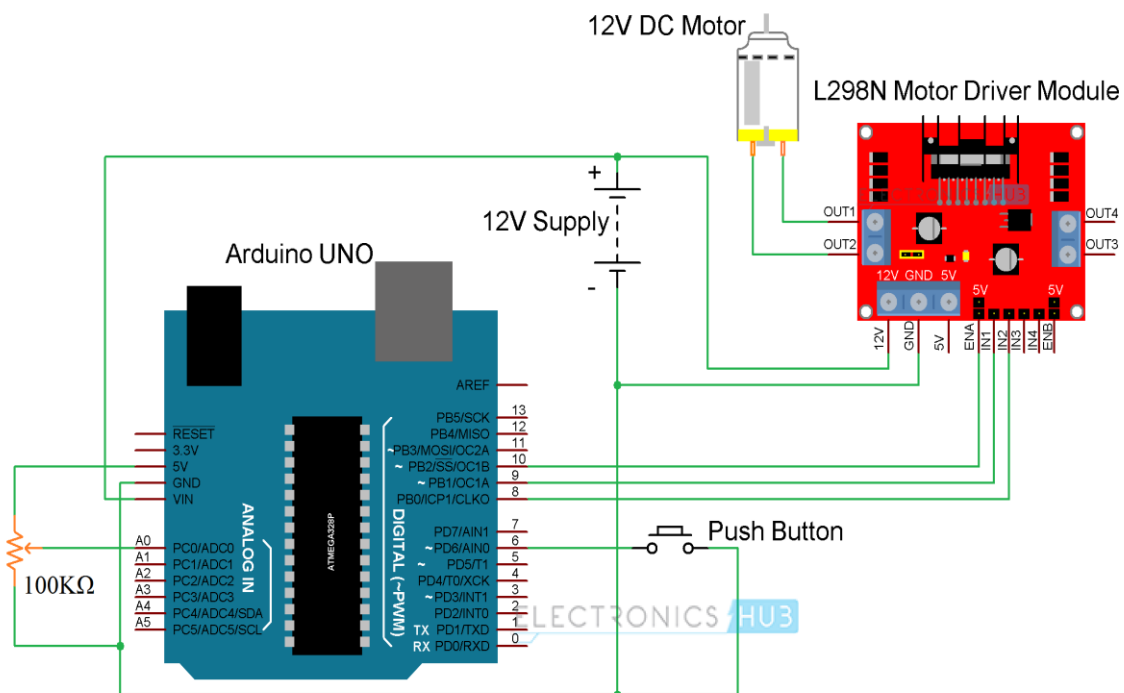 12V DC Motor
L298N Motor Driver Module
HUB
+
12V Supply
-
OUT1
OUT2
OUT4
OUT3
12V GND 5V
5V
5V
12V
GND
5V
ENA
IN1
IN2
IN3
IN4
ENB
Arduino UNO
AREF
PB5/SCK 13
PB4/MISO 12
~PB3/MOSI/OC2A 11
~ PB2/SS/OC1B 10
~ PB1/OC1A 9
PB0/ICP1/CLKO 8
RESET
3.3V
5V
GND
VIN
ATMEGA328P
ANALOG IN
DIGITAL (~PWM)
PD7/AIN1 7
~ PD6/AIN0 6
~ PD5/T1 5
PD4/T0/XCK 4
~ PD3/INT1 3
PD2/INT0 2
TX PD1/TXD 1
RX PD0/RXD 0
A0 PC0/ADC0
A1 PC1/ADC1
A2 PC2/ADC2
A3 PC3/ADC3
A4 PC4/ADC4/SDA
A5 PC5/ADC5/SCL
100KΩ
Push Button
ELECTRONICS HUB